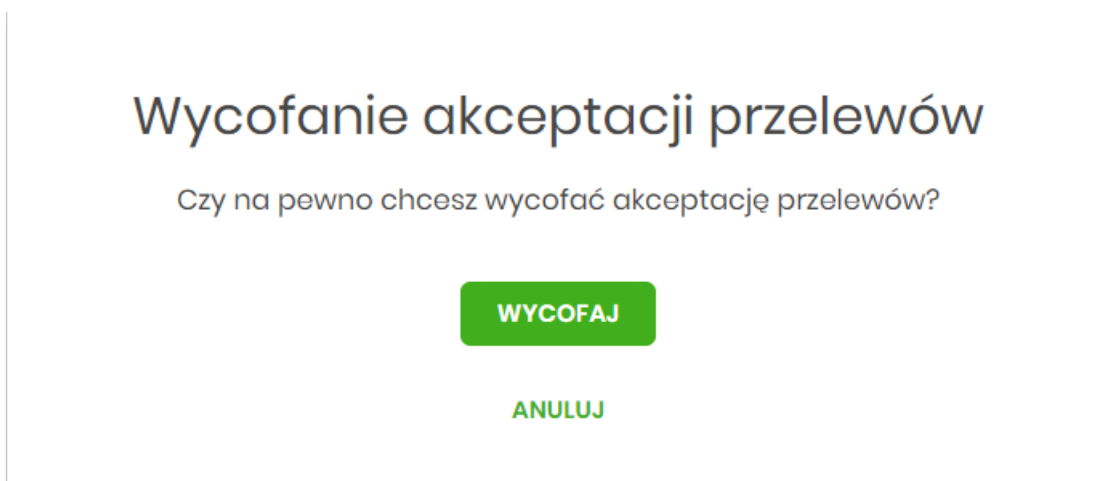 Wycofanie akceptacji przelewów
Czy na pewno chcesz wycofać akceptację przelewów?
WYCOFAJ
ANULUJ